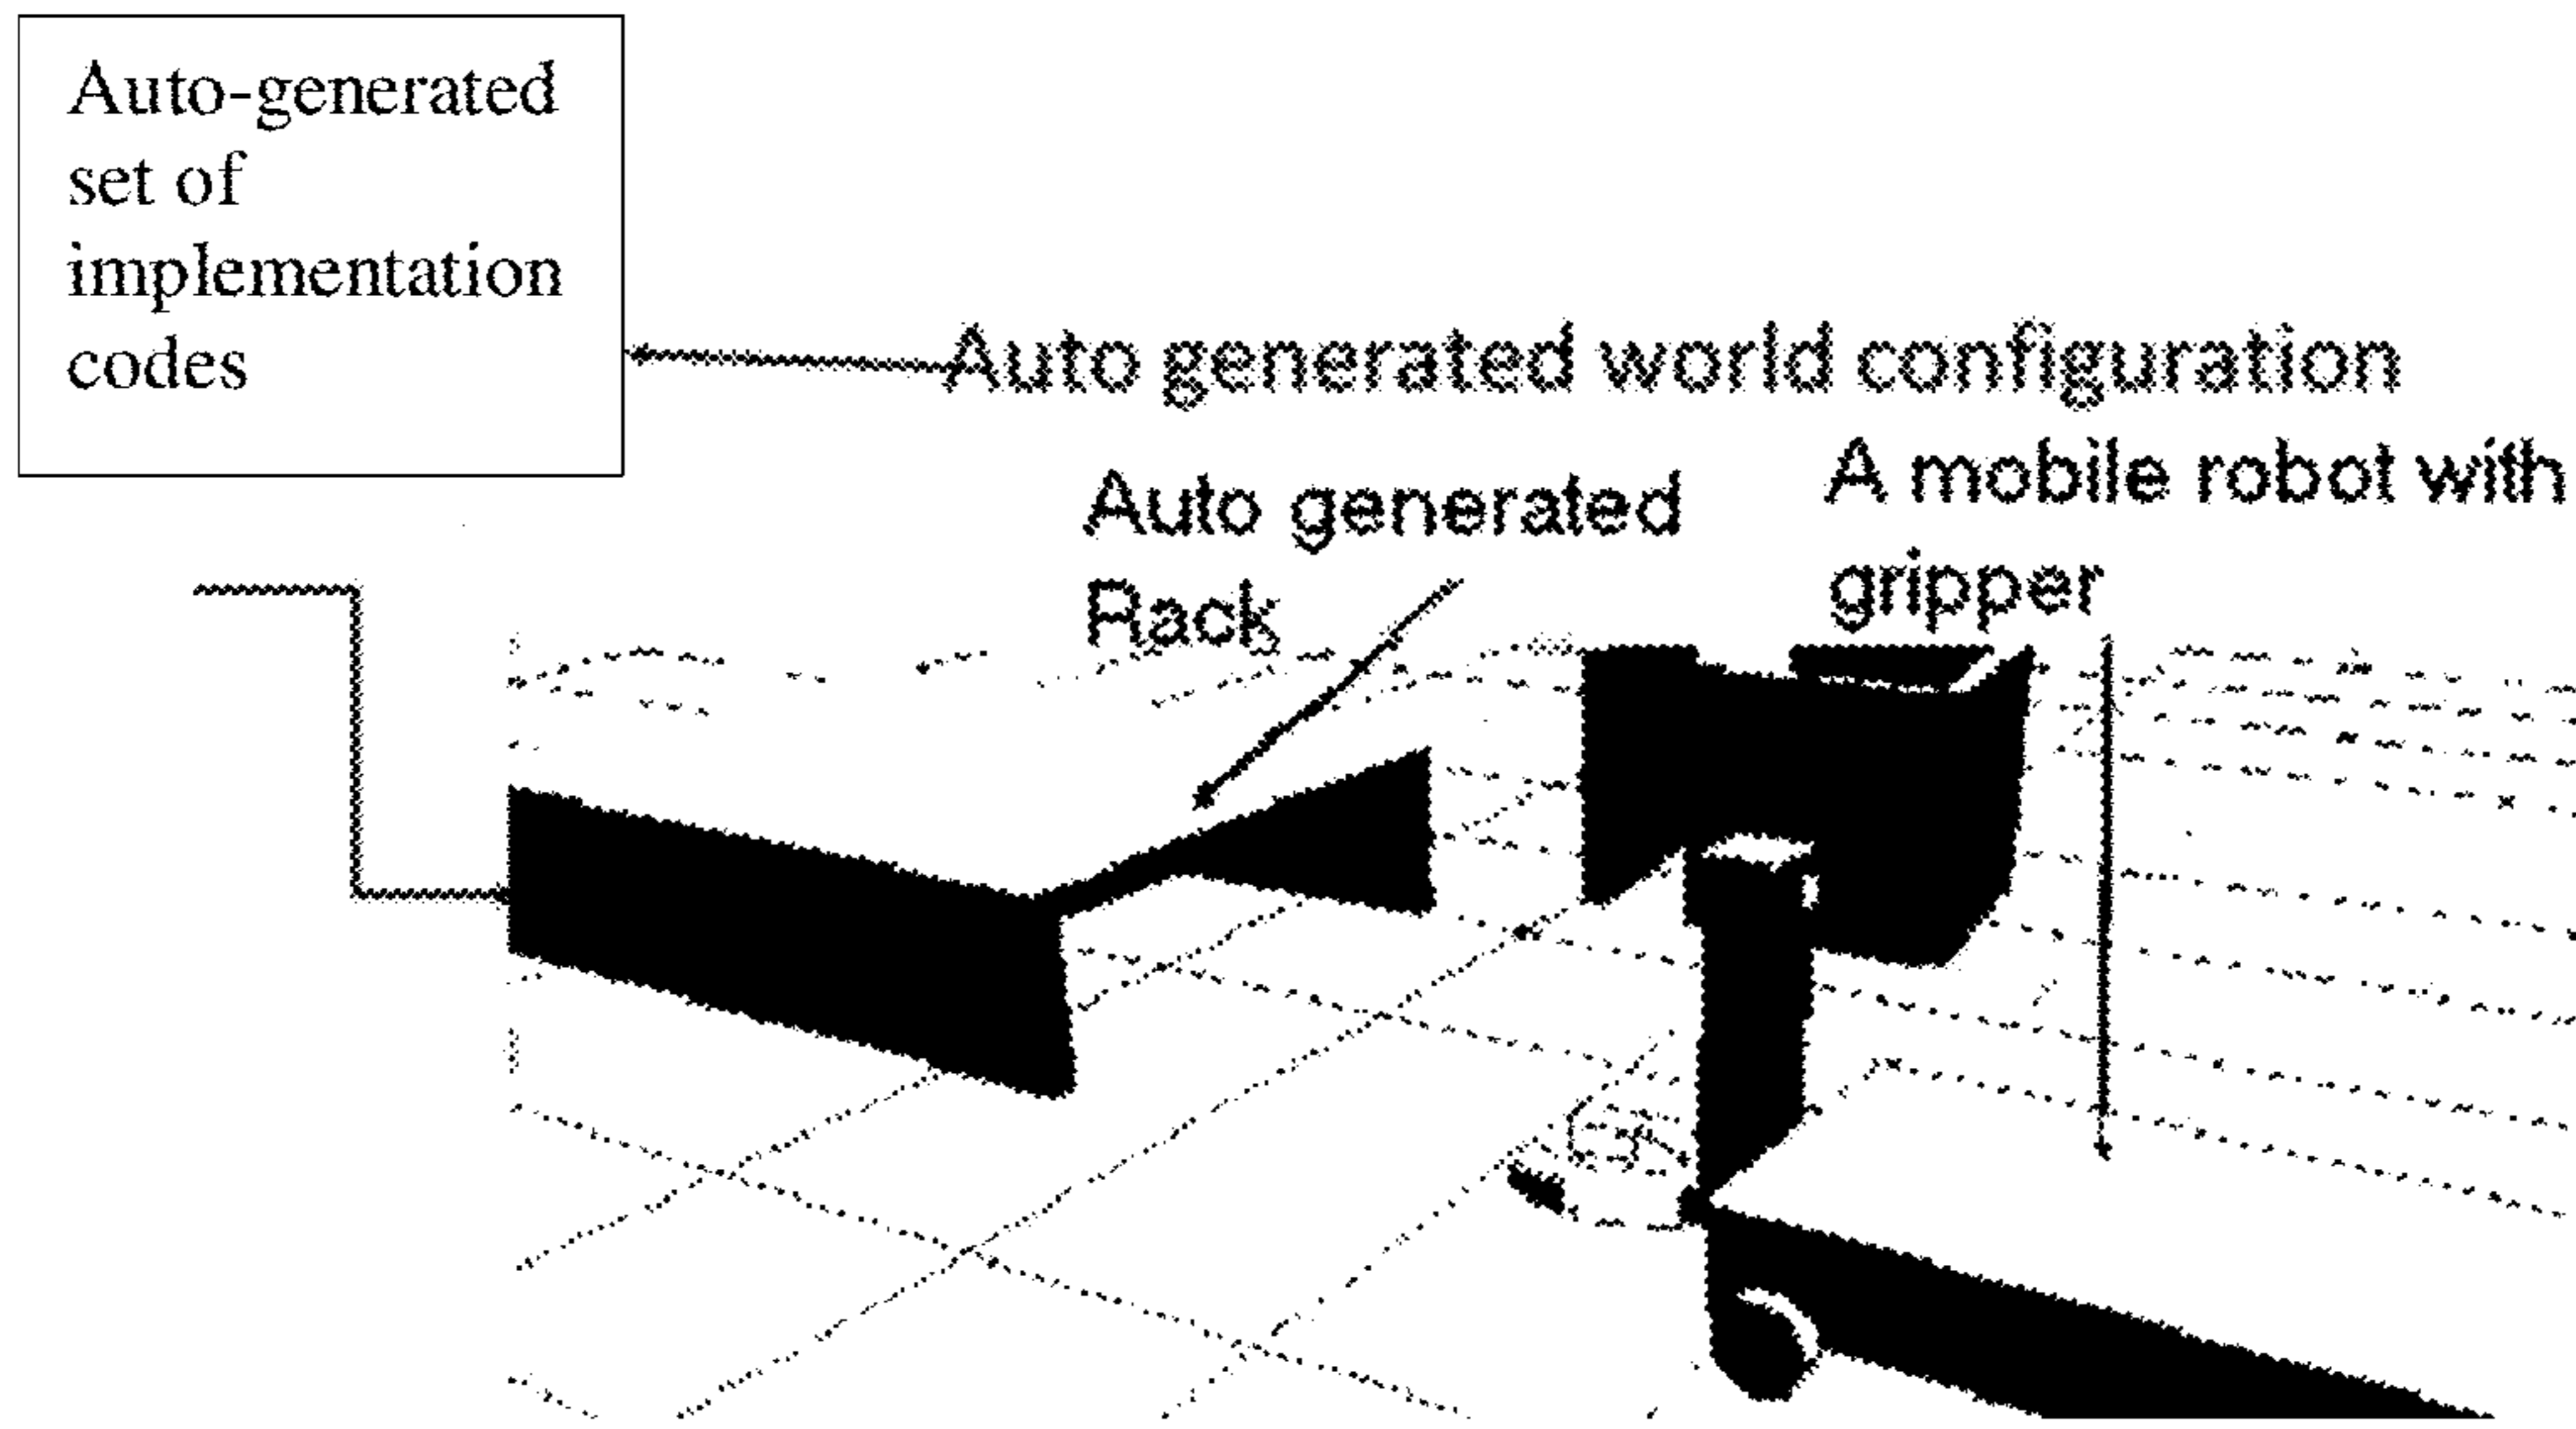 Auto-generated
set of
implementation
codes
Auto generated world configuration
Auto generated
Rack
A mobile robot with
gripper